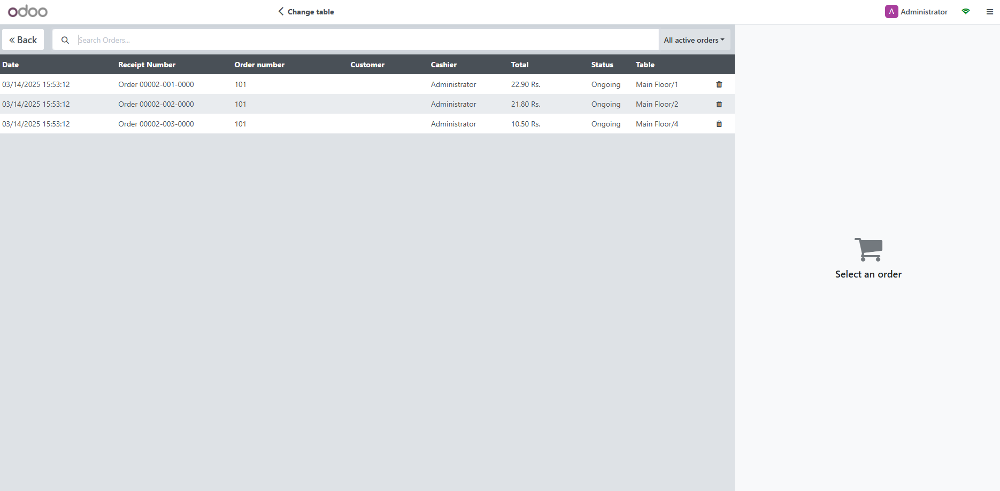 odoo Change table A Administrator
Back Search Orders... All active orders
Date Receipt Number Order number Customer Cashier Total Status Table
03/14/2025 15:53:12 Order 00002-001-0000 101 Administrator 22.90 Rs. Ongoing Main Floor/1
03/14/2025 15:53:12 Order 00002-002-0000 101 Administrator 21.80 Rs. Ongoing Main Floor/2
03/14/2025 15:53:12 Order 00002-003-0000 101 Administrator 10.50 Rs. Ongoing Main Floor/4
Select an order